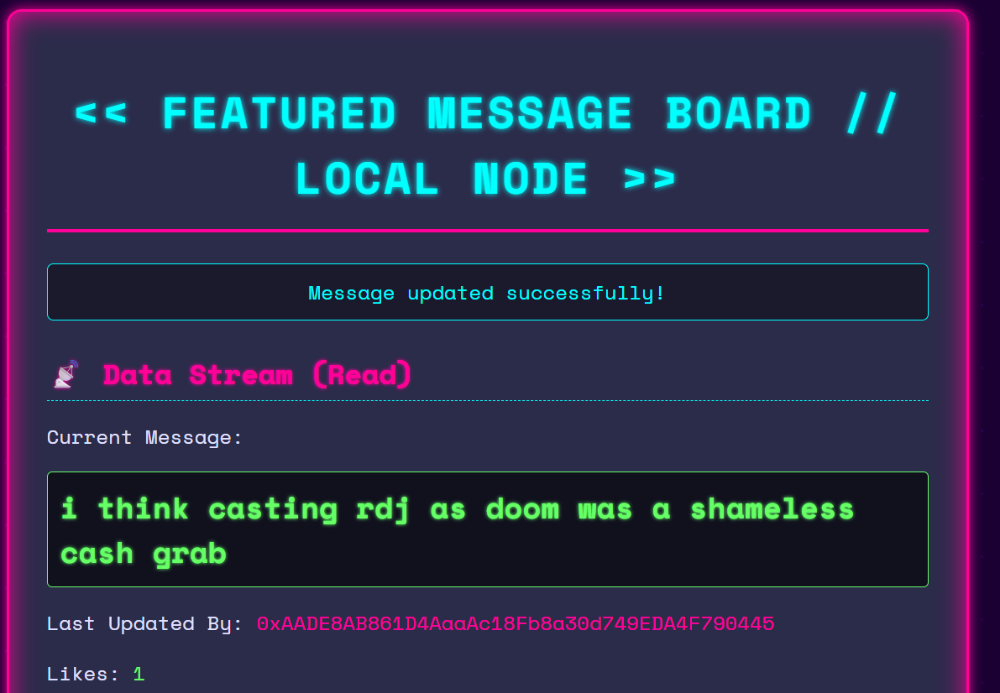 << FEATURED MESSAGE BOARD //
LOCAL NODE >>
Message updated successfully!
Data Stream (Read)
Current Message:
i think casting rdj as doom was a shameless
cash grab
Last Updated By: 0xAADE8AB861D4AaaAc18Fb8a30d749EDA4F790445
Likes: 1